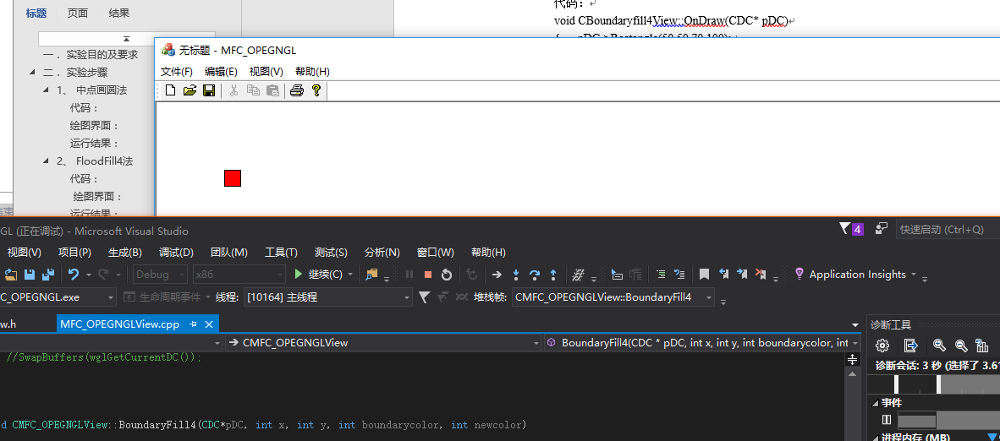 标题 页面 结果
一．实验目的及要求
二．实验步骤
1、 中点画圆法
代码：
绘图界面：
运行结果：
2、 FloodFill4法
代码：
绘图界面：
运行结果：
代码：
void CBoundaryfill4View::OnDraw(CDC* pDC)
无标题 - MFC_OPEGNGL
文件(F) 编辑(E) 视图(V) 帮助(H)
GL (正在调试) - Microsoft Visual Studio
4
快速启动 (Ctrl+Q)
视图(V) 项目(P) 生成(B) 调试(D) 团队(M) 工具(T) 测试(S) 分析(N) 窗口(W) 帮助(H)
Debug x86 继续(C) Application Insights
C_OPEGNGL.exe 生命周期事件 线程: [10164] 主线程 堆栈帧: CMFC_OPEGNGLView::BoundaryFill4
w.h MFC_OPEGNGLView.cpp
CMFC_OPEGNGLView BoundaryFill4(CDC * pDC, int x, int y, int boundarycolor, int
//SwapBuffers(wglGetCurrentDC());
d CMFC_OPEGNGLView::BoundaryFill4(CDC*pDC, int x, int y, int boundarycolor, int newcolor)
诊断工具
诊断会话: 3 秒 (选择了 3.61
事件
进程内存 (MB)